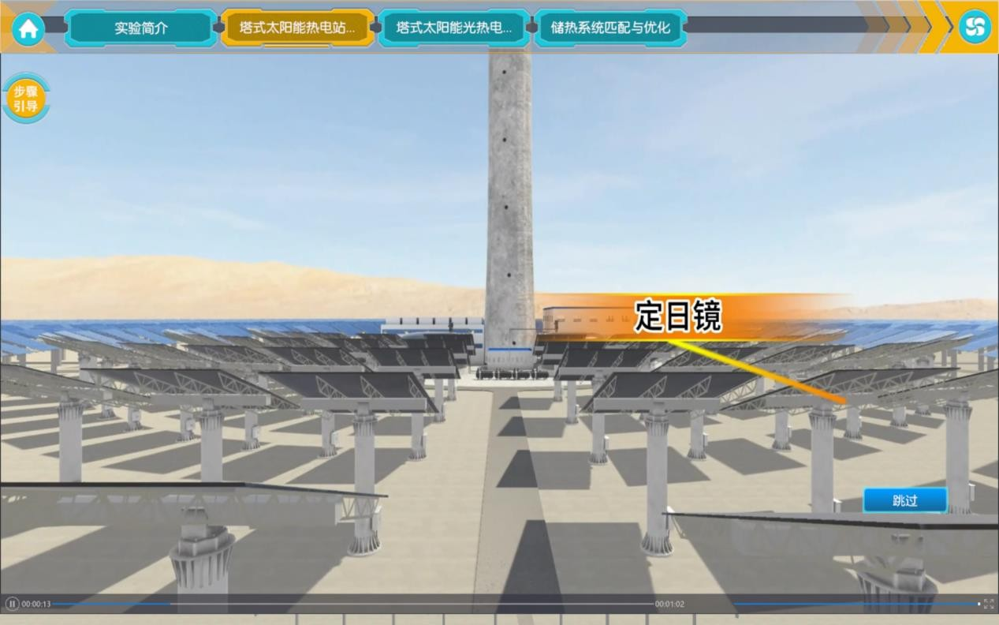 实验简介
塔式太阳能热电站...
塔式太阳能光热电...
储热系统匹配与优化
步骤
引导
定日镜
跳过
00:00:13
00:01:02